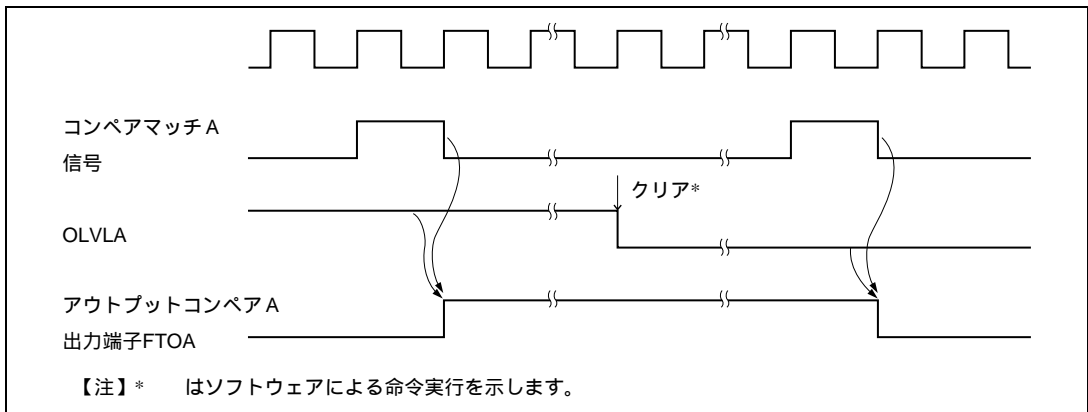 コンペアマッチA
信号
クリア*
OLVLA
アウトプットコンペアA
出力端子FTOA
【注】* はソフトウェアによる命令実行を示します。